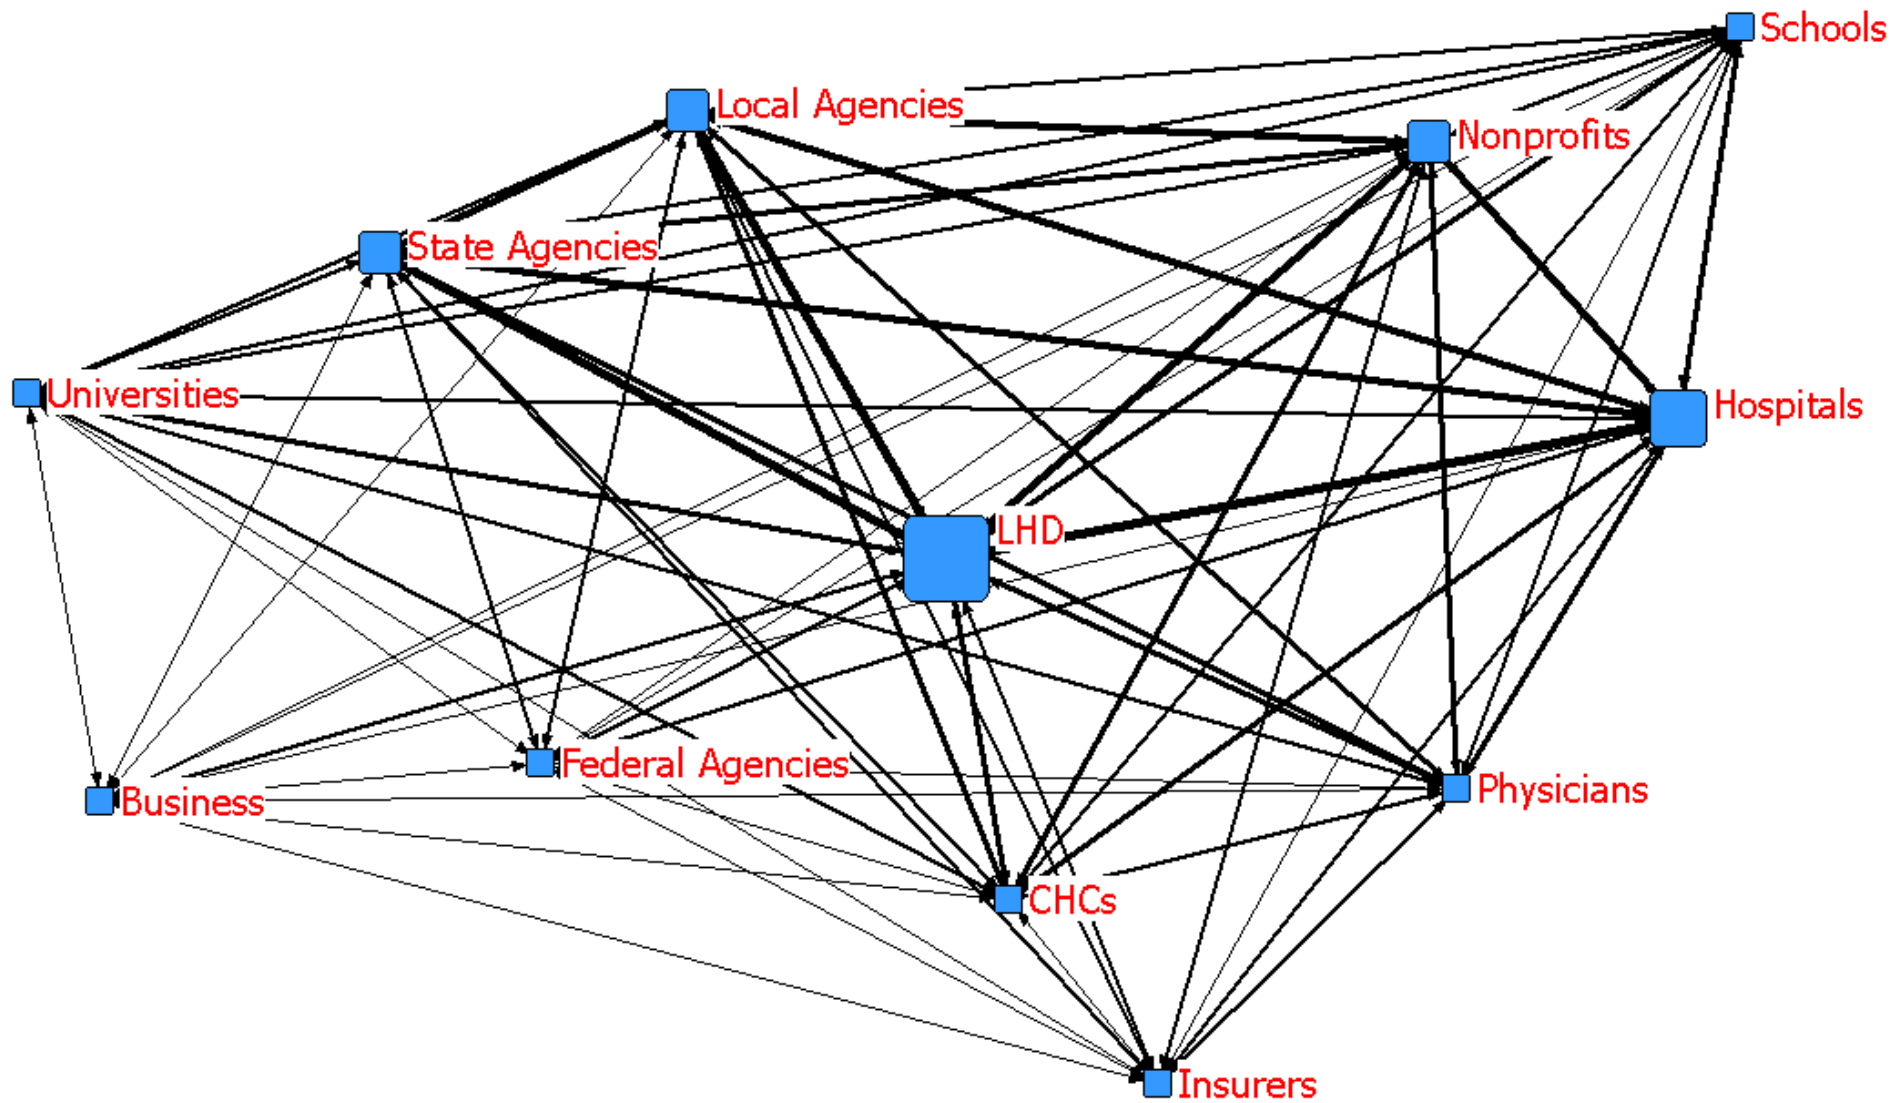 Schools
Local Agencies
Nonprofits
State Agencies
Universities
Hospitals
LHD
Federal Agencies
Physicians
Business
CHCs
Insurers